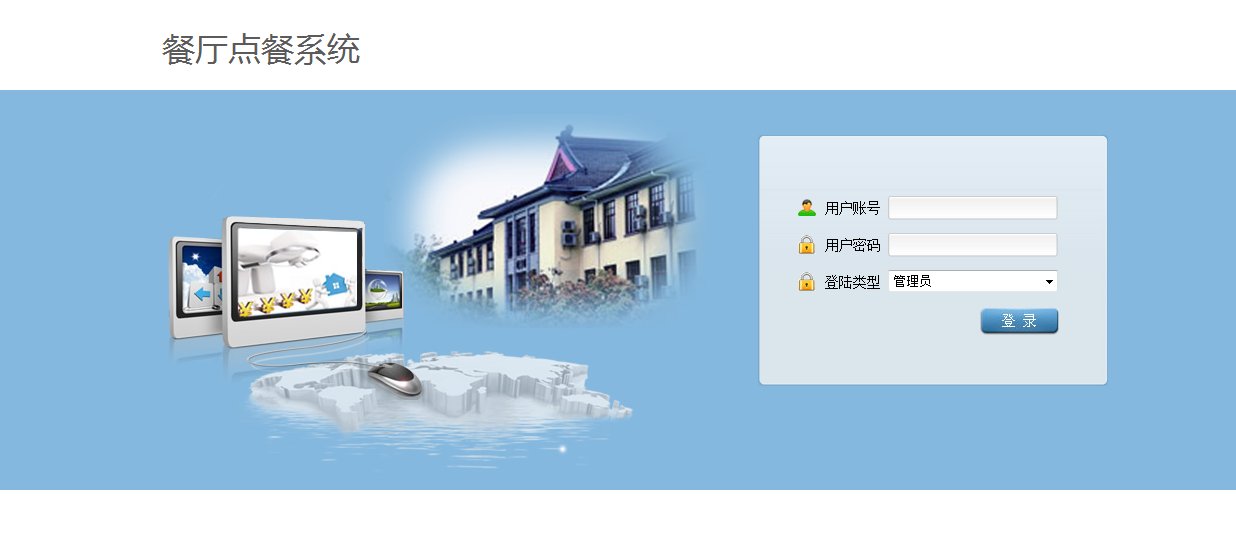 餐厅点餐系统
用户账号
用户密码
登陆类型 管理员
登 录